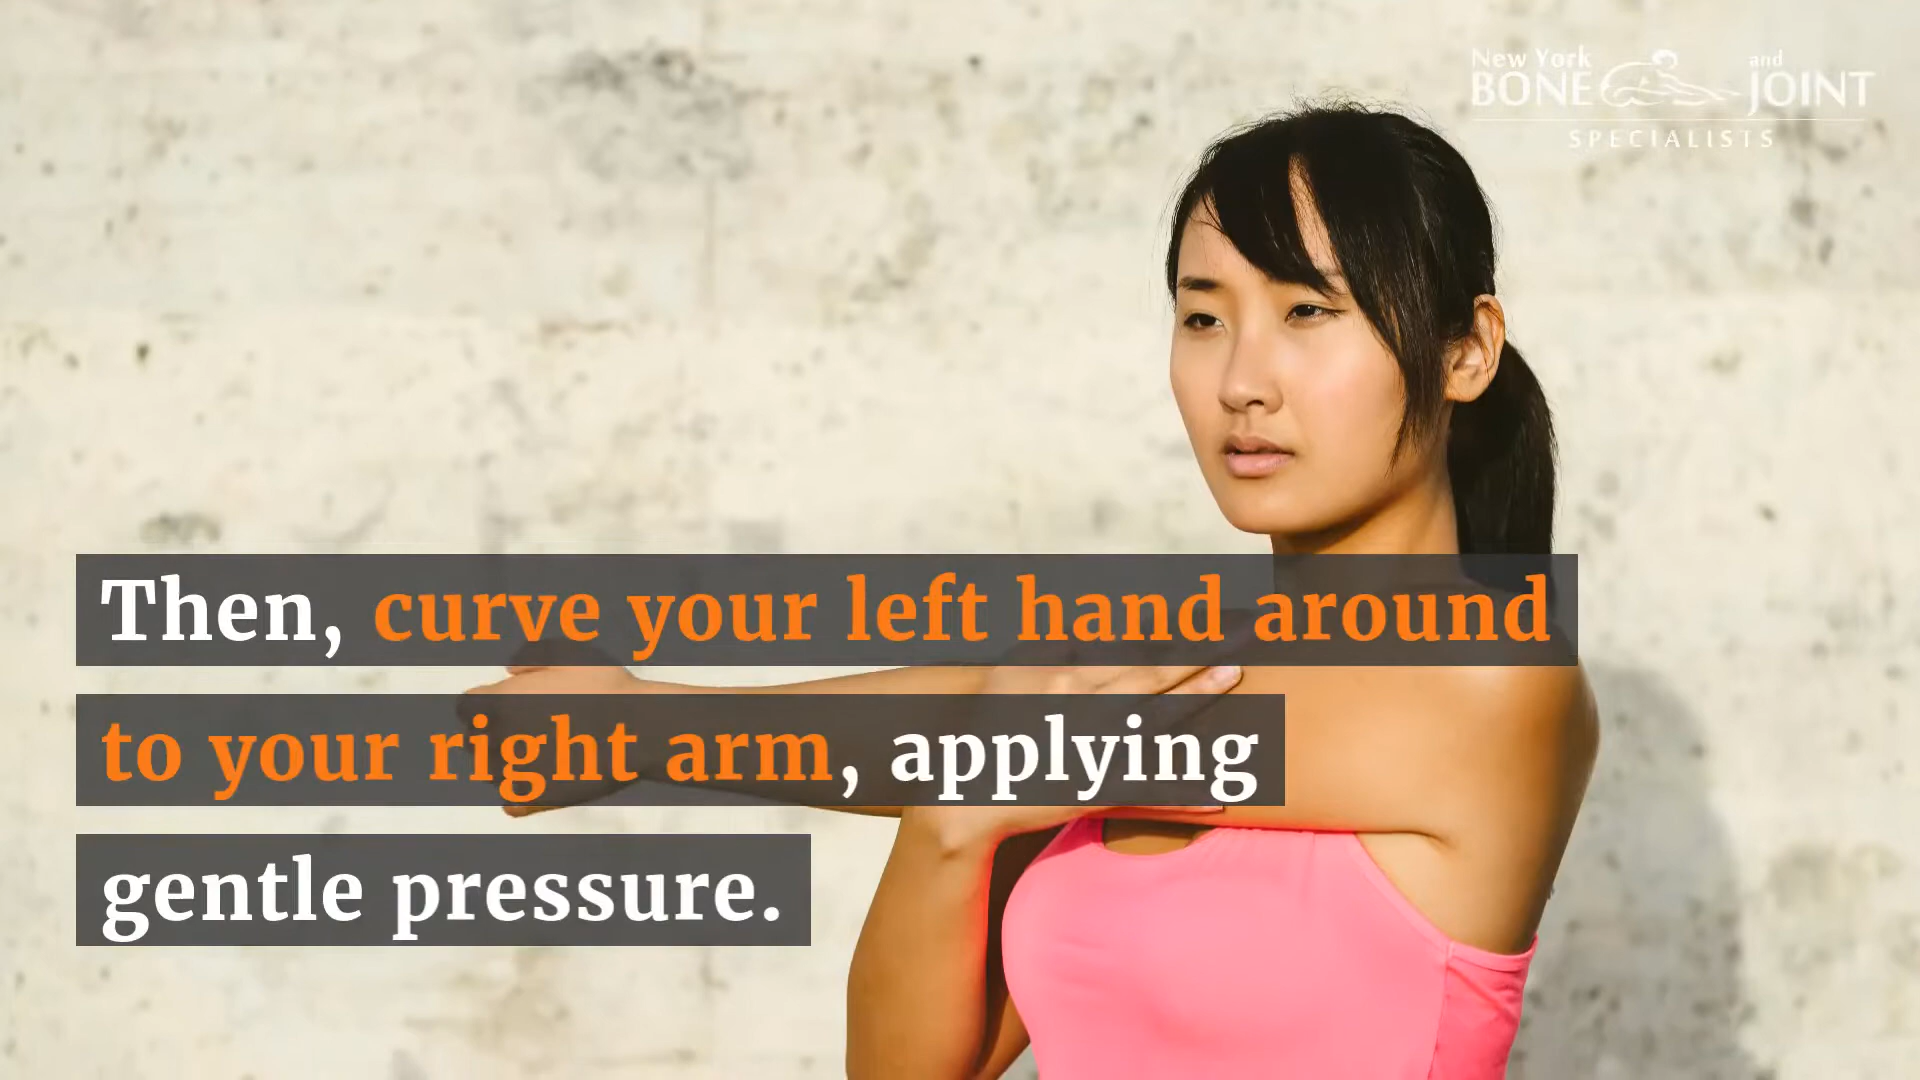 New York and
BONE JOINT
SPECIALISTS
Then, curve your left hand around
to your right arm, applying
gentle pressure.